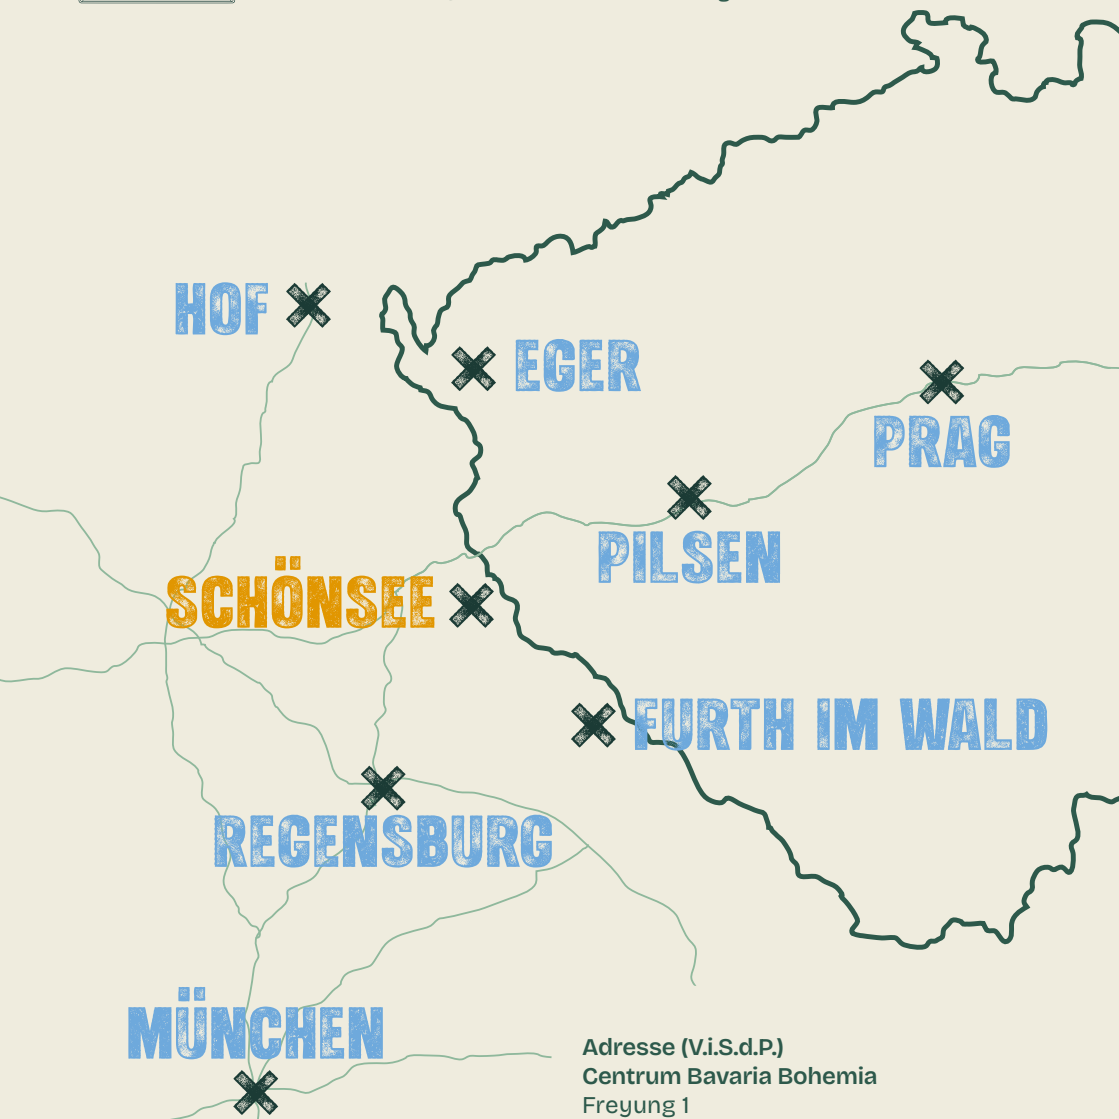 HOF
EGER
PRAG
PILSEN
SCHÖNSEE
FURTH IM WALD
REGENSBURG
MÜNCHEN
Adresse (V.i.S.d.P.)
Centrum Bavaria Bohemia
Freyung 1